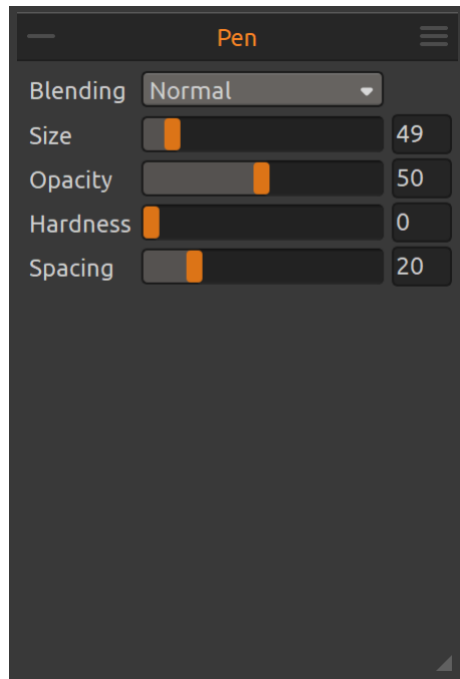 Pen
Blending Normal
Size 49
Opacity 50
Hardness 0
Spacing 20